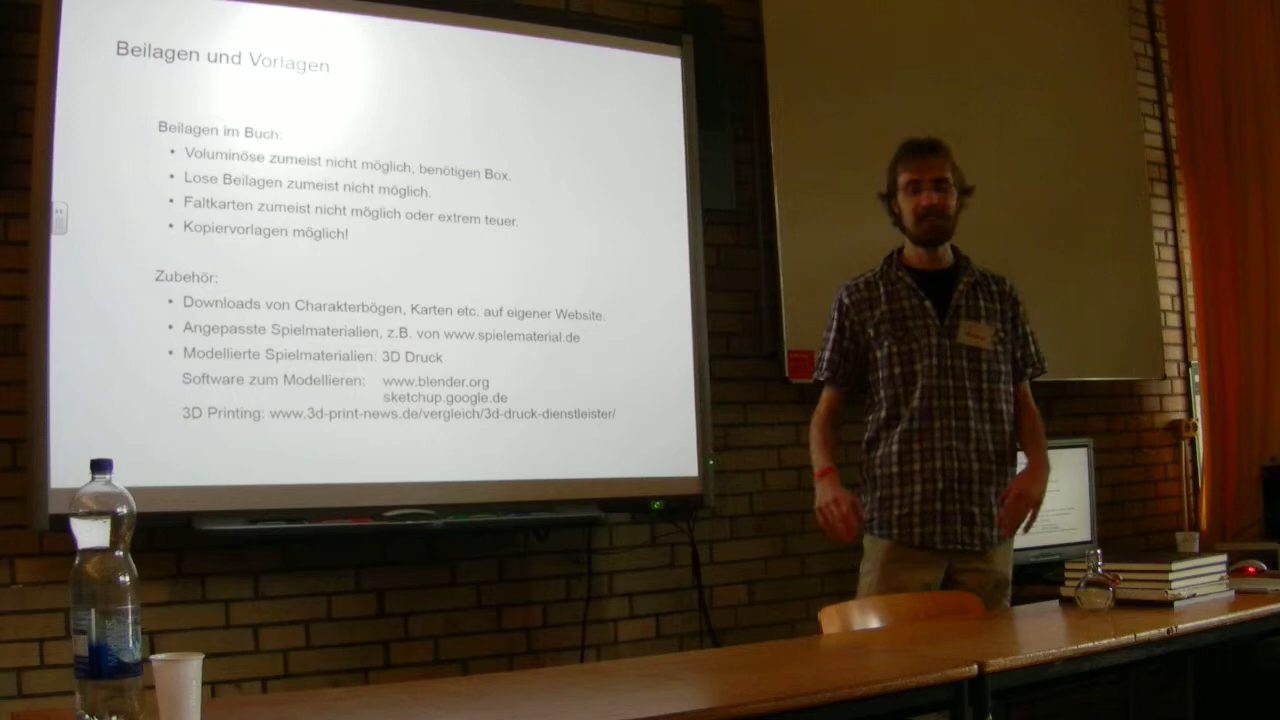 Beilagen und Vorlagen
Beilagen im Buch:
• Voluminöse zumeist nicht möglich, benötigen Box.
• Lose Beilagen zumeist nicht möglich.
• Faltkarten zumeist nicht möglich oder extrem teuer.
• Kopiervorlagen möglich!
Zubehör:
• Downloads von Charakterbögen, Karten etc. auf eigener Website.
• Angepasste Spielmaterialien, z.B. von www.spielematerial.de
• Modellierte Spielmaterialien: 3D Druck
Software zum Modellieren: www.blender.org
sketchup.google.de
3D Printing: www.3d-print-news.de/vergleich/3d-druck-dienstleister/